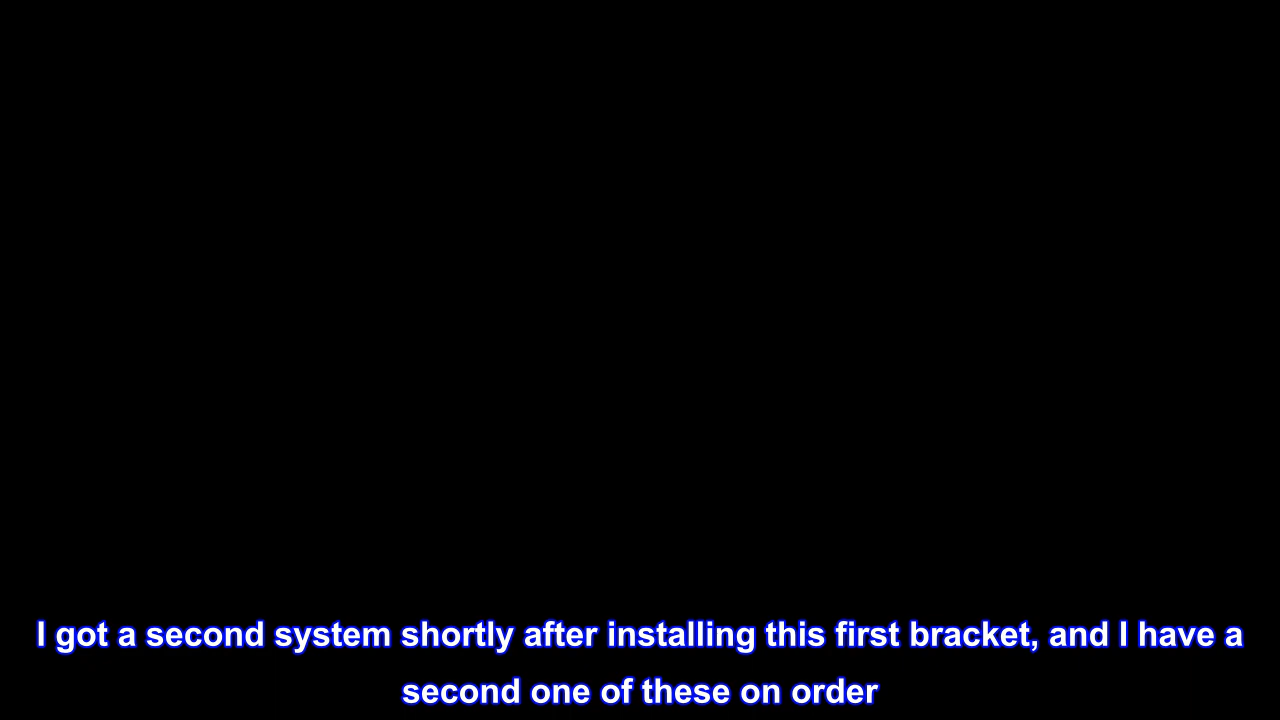 I got a second system shortly after installing this first bracket, and I have a
second one of these on order